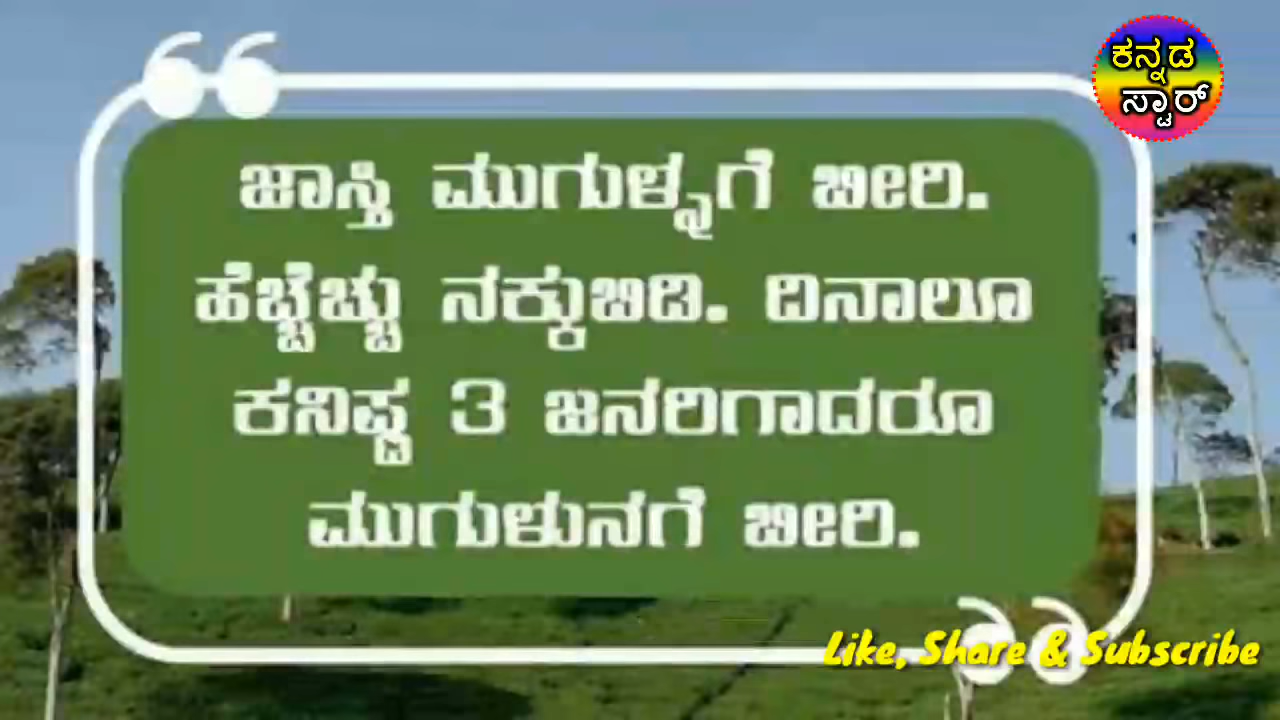 ಕನ್ನಡ
ಸ್ಟಾರ್
ಜಾಸ್ತಿ ಮುಗುಳ್ನಗೆ ಬೀರಿ.
ಹೆಚ್ಚೆಚ್ಚು ನಕ್ಕುಬಿಡಿ. ದಿನಾಲೂ
ಕನಿಷ್ಟ 3 ಜನರಿಗಾದರೂ
ಮುಗುಳುನಗೆ ಬೀರಿ.
Like, Share & Subscribe